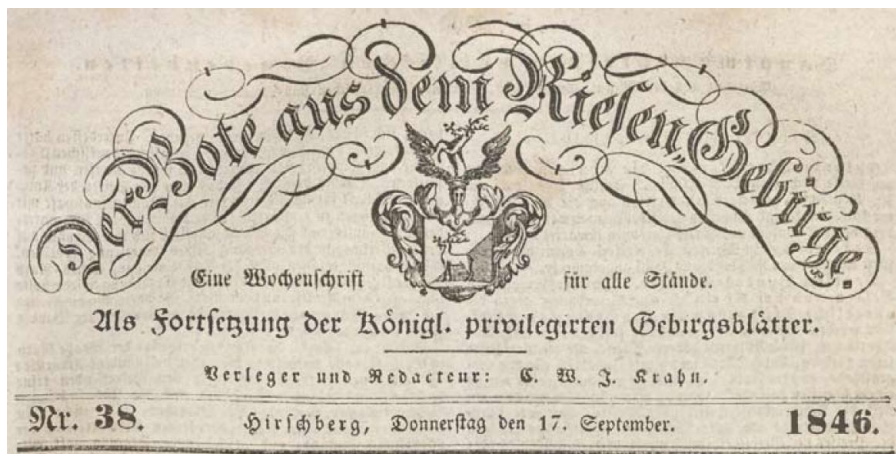 Der Bote aus dem Riesen-Gebirge.
Eine Wochenschrift für alle Stände.
Als Fortsetzung der Königl. privilegirten Gebirgsblätter.
Verleger und Redacteur: C. W. J. Krahn.
Nr. 38. Hirschberg, Donnerstag den 17. September. 1846.